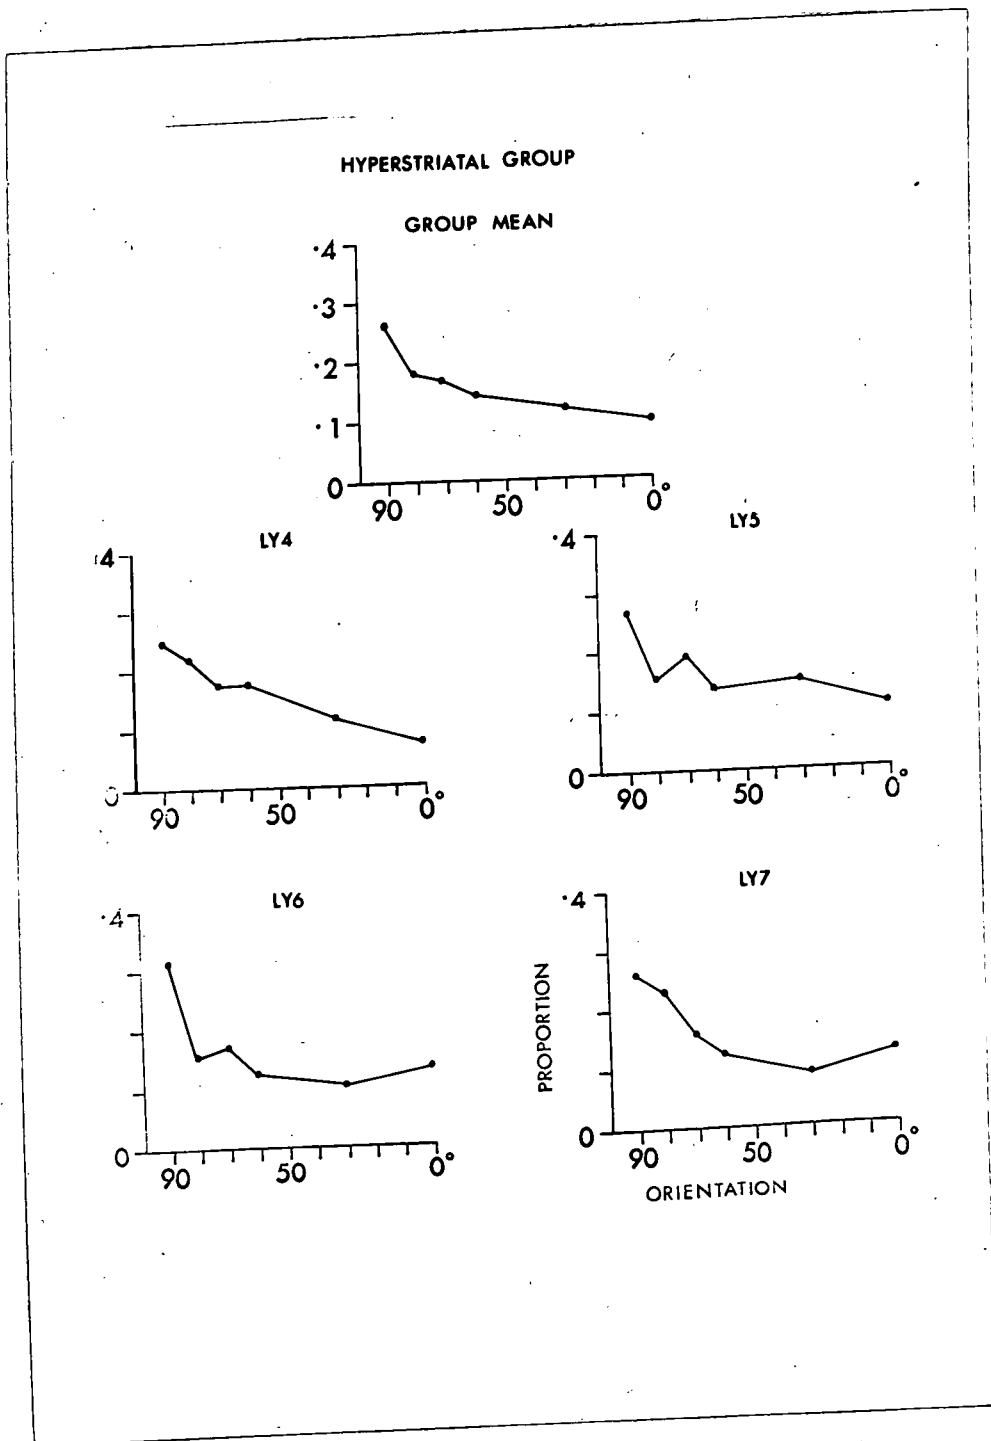 HYPERSTRIATAL GROUP
GROUP MEAN
·4
·3
·2
·1
0
90 50 0°
LY4
·4
0
90 50 0°
LY5
·4
0
90 50 0°
LY6
·4
0
90 50 0°
LY7
·4
PROPORTION
0
90 50 0°
ORIENTATION